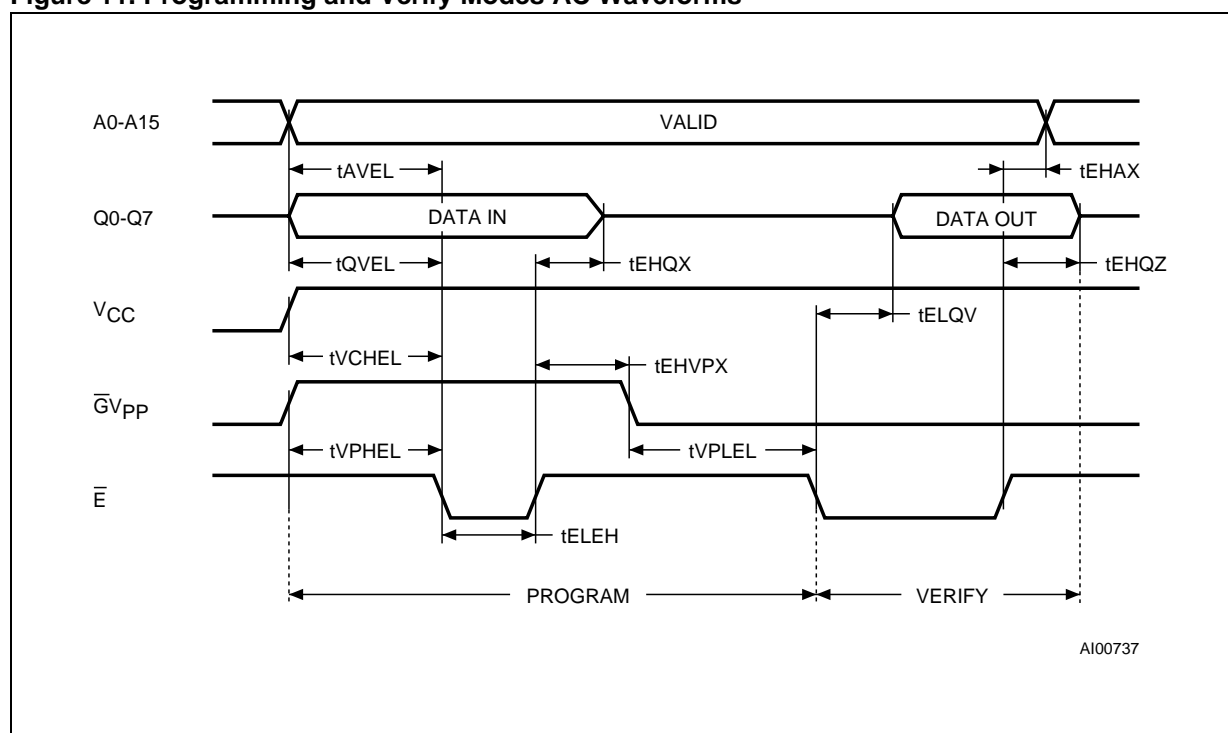 Figure 11. Programming and Verify Modes AC Waveforms
A0-A15
VALID
tAVEL
tEHAX
Q0-Q7
DATA IN
DATA OUT
tQVEL
tEHQX
tEHQZ
VCC
tELQV
tVCHEL
tEHVPX
G̅VPP
tVPHEL
tVPLEL
E̅
tELEH
PROGRAM
VERIFY
AI00737